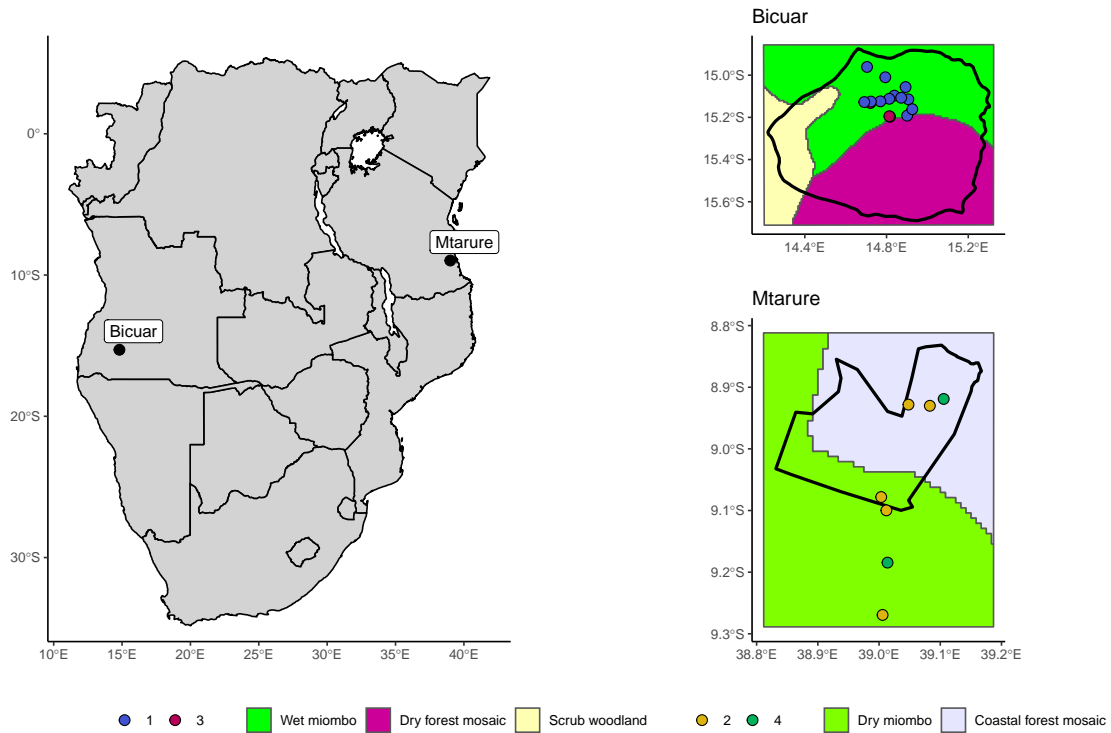 0°
10°S
20°S
30°S
10°E 15°E 20°E 25°E 30°E 35°E 40°E
Mtarure
Bicuar
Bicuar
15.0°S
15.2°S
15.4°S
15.6°S
14.4°E 14.8°E 15.2°E
Mtarure
8.8°S
8.9°S
9.0°S
9.1°S
9.2°S
9.3°S
38.8°E 38.9°E 39.0°E 39.1°E 39.2°E
1 3 Wet miombo Dry forest mosaic Scrub woodland 2 4 Dry miombo Coastal forest mosaic